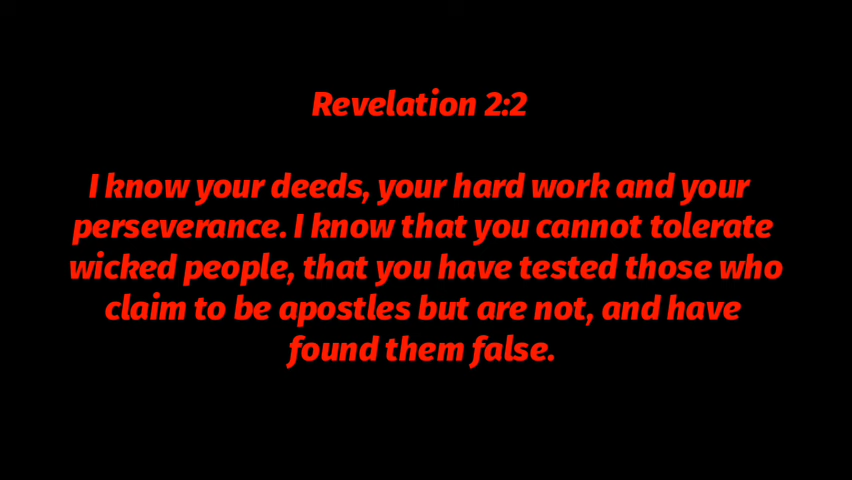 Revelation 2:2
I know your deeds, your hard work and your
perseverance. I know that you cannot tolerate
wicked people, that you have tested those who
claim to be apostles but are not, and have
found them false.